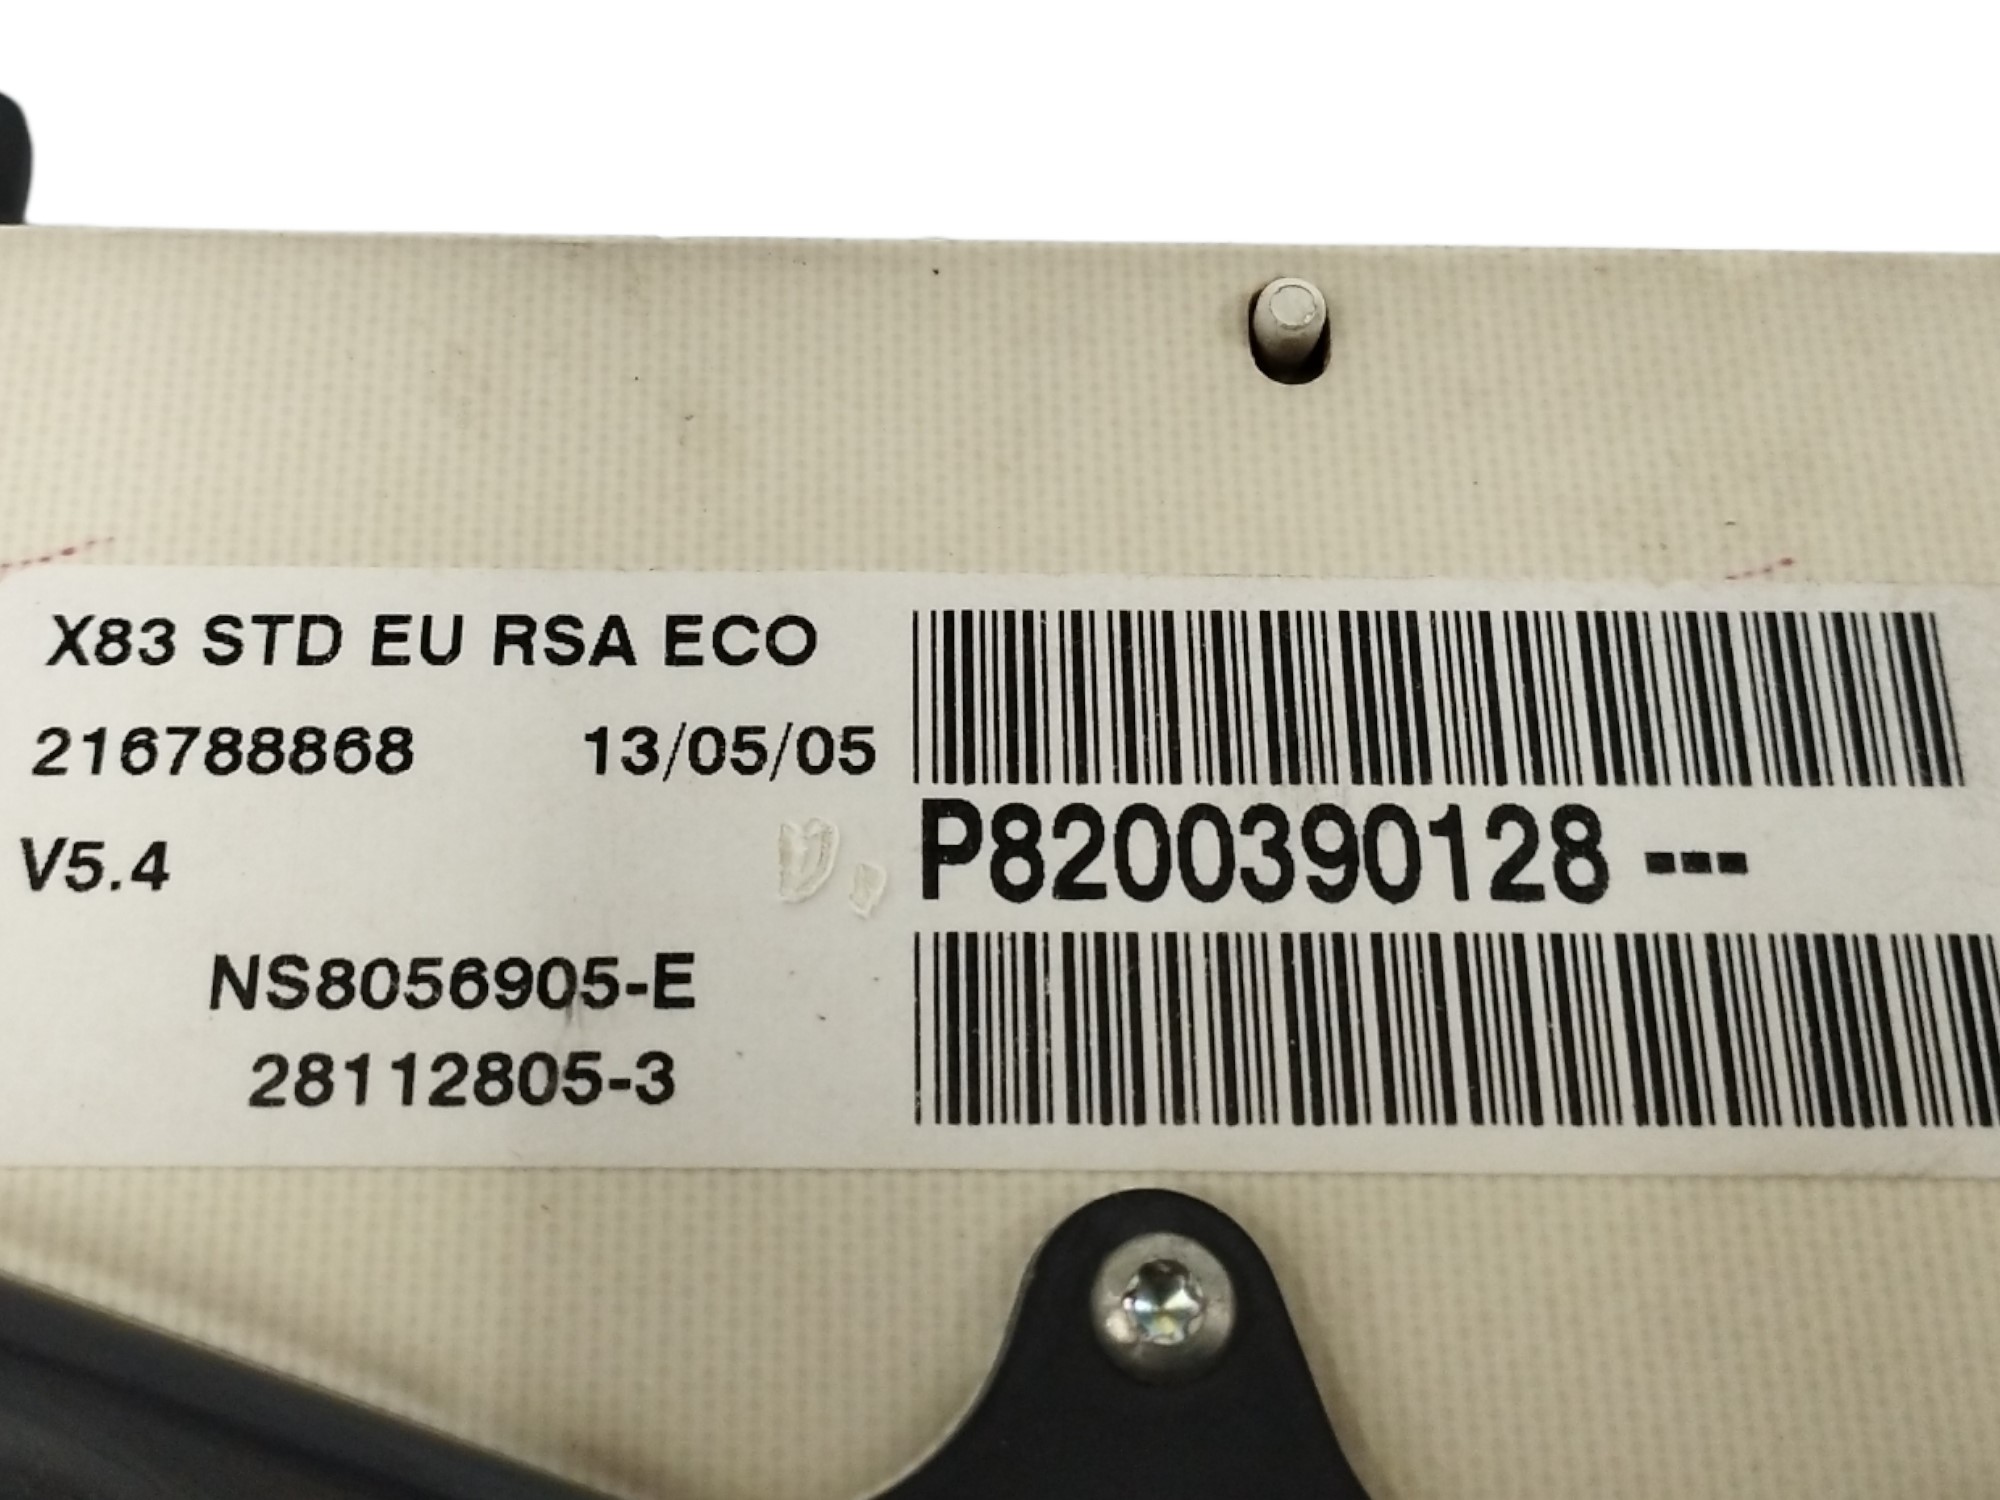 X83 STD EU RSA ECO
216788868 13/05/05
V5.4
P8200390128 ---
NS8056905-E
28112805-3